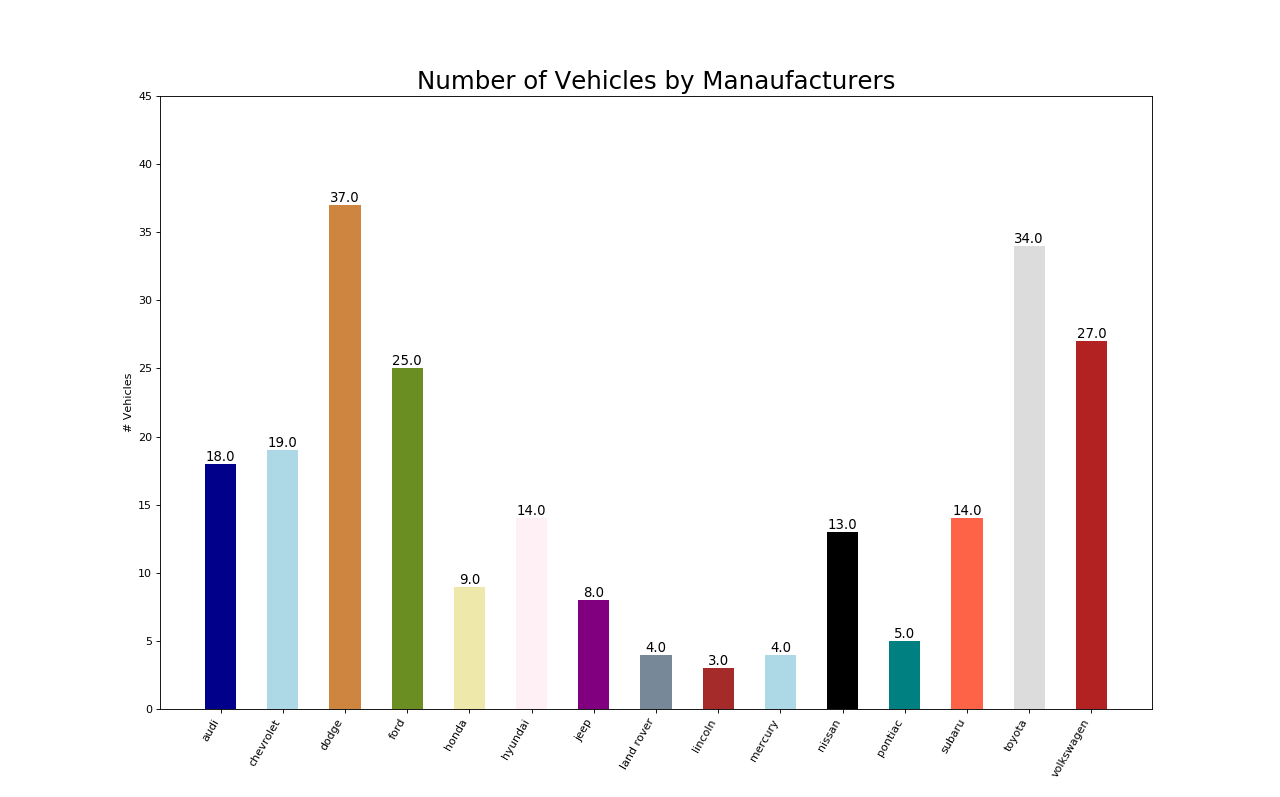 Number of Vehicles by Manaufacturers
# Vehicles
45
40
35
30
25
20
15
10
5
0
18.0
19.0
37.0
25.0
9.0
14.0
8.0
4.0
3.0
4.0
13.0
5.0
14.0
34.0
27.0
audi
chevrolet
dodge
ford
honda
hyundai
jeep
land rover
lincoln
mercury
nissan
pontiac
subaru
toyota
volkswagen